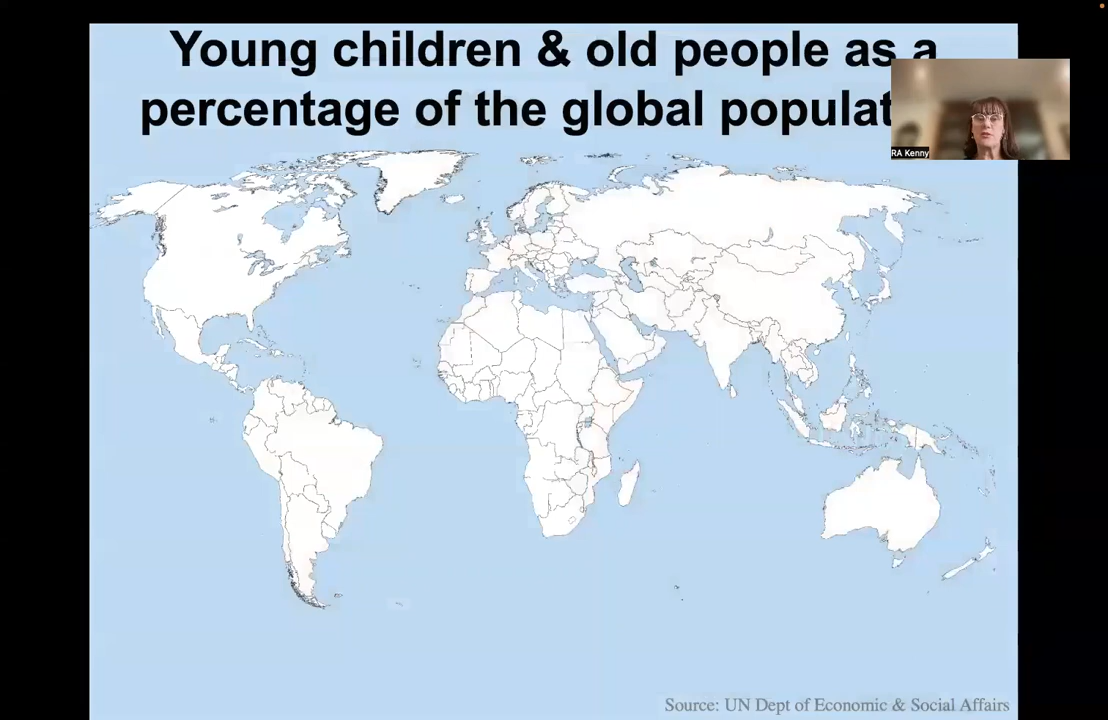 Young children & old people as a
percentage of the global populat
RA Kenny
Source: UN Dept of Economic & Social Affairs